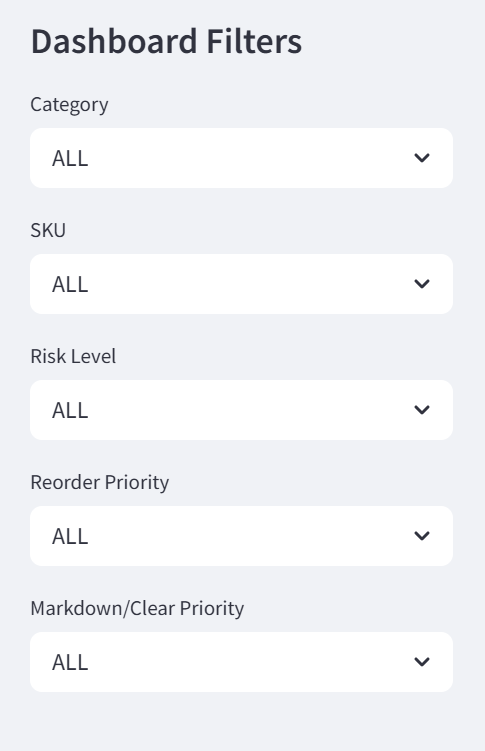 Dashboard Filters
Category
ALL
SKU
ALL
Risk Level
ALL
Reorder Priority
ALL
Markdown/Clear Priority
ALL